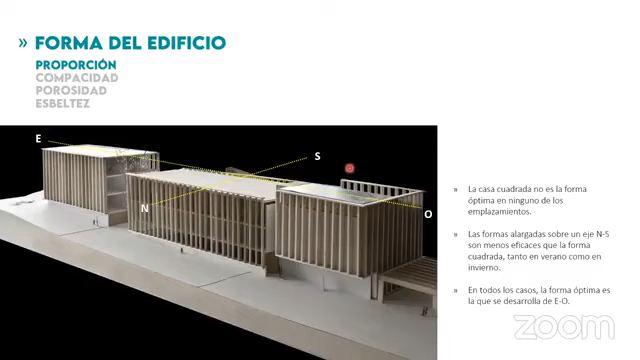 » FORMA DEL EDIFICIO
PROPORCIÓN
COMPACIDAD
POROSIDAD
ESBELTEZ
E
S
N
O
» La casa cuadrada no es la forma
óptima en ninguno de los
emplazamientos.
» Las formas alargadas sobre un eje N-S
son menos eficaces que la forma
cuadrada, tanto en verano como en
invierno.
» En todos los casos, la forma óptima es
la que se desarrolla de E-O.
zoom